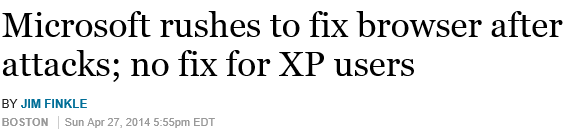 Microsoft rushes to fix browser after
attacks; no fix for XP users
BY JIM FINKLE
BOSTON | Sun Apr 27, 2014 5:55pm EDT